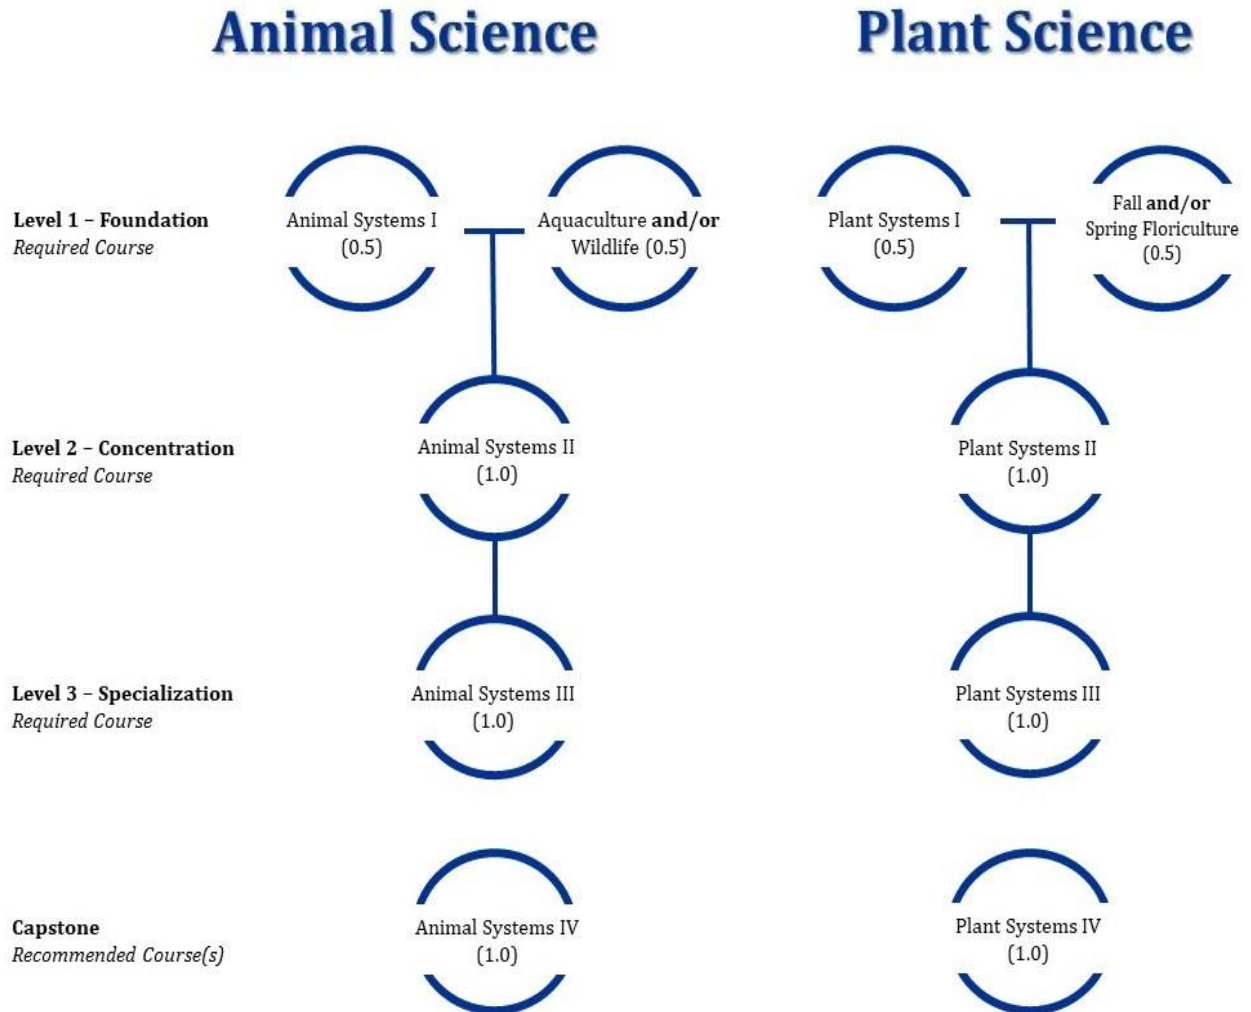 Animal Science
Plant Science
Level 1 – Foundation
Required Course
Animal Systems I
(0.5)
Aquaculture and/or
Wildlife (0.5)
Plant Systems I
(0.5)
Fall and/or
Spring Floriculture
(0.5)
Level 2 – Concentration
Required Course
Animal Systems II
(1.0)
Plant Systems II
(1.0)
Level 3 – Specialization
Required Course
Animal Systems III
(1.0)
Plant Systems III
(1.0)
Capstone
Recommended Course(s)
Animal Systems IV
(1.0)
Plant Systems IV
(1.0)